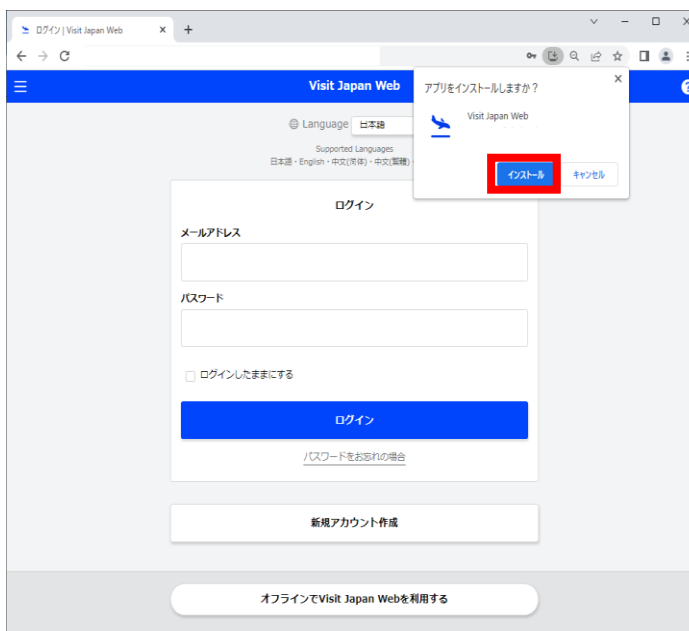 ログイン | Visit Japan Web
Visit Japan Web
アプリをインストールしますか？
Visit Japan Web
インストール
キャンセル
Language 日本語
Supported Languages
日本語・English・中文(简体)・中文(繁體)・
ログイン
メールアドレス
パスワード
ログインしたままにする
ログイン
パスワードをお忘れの場合
新規アカウント作成
オフラインでVisit Japan Webを利用する